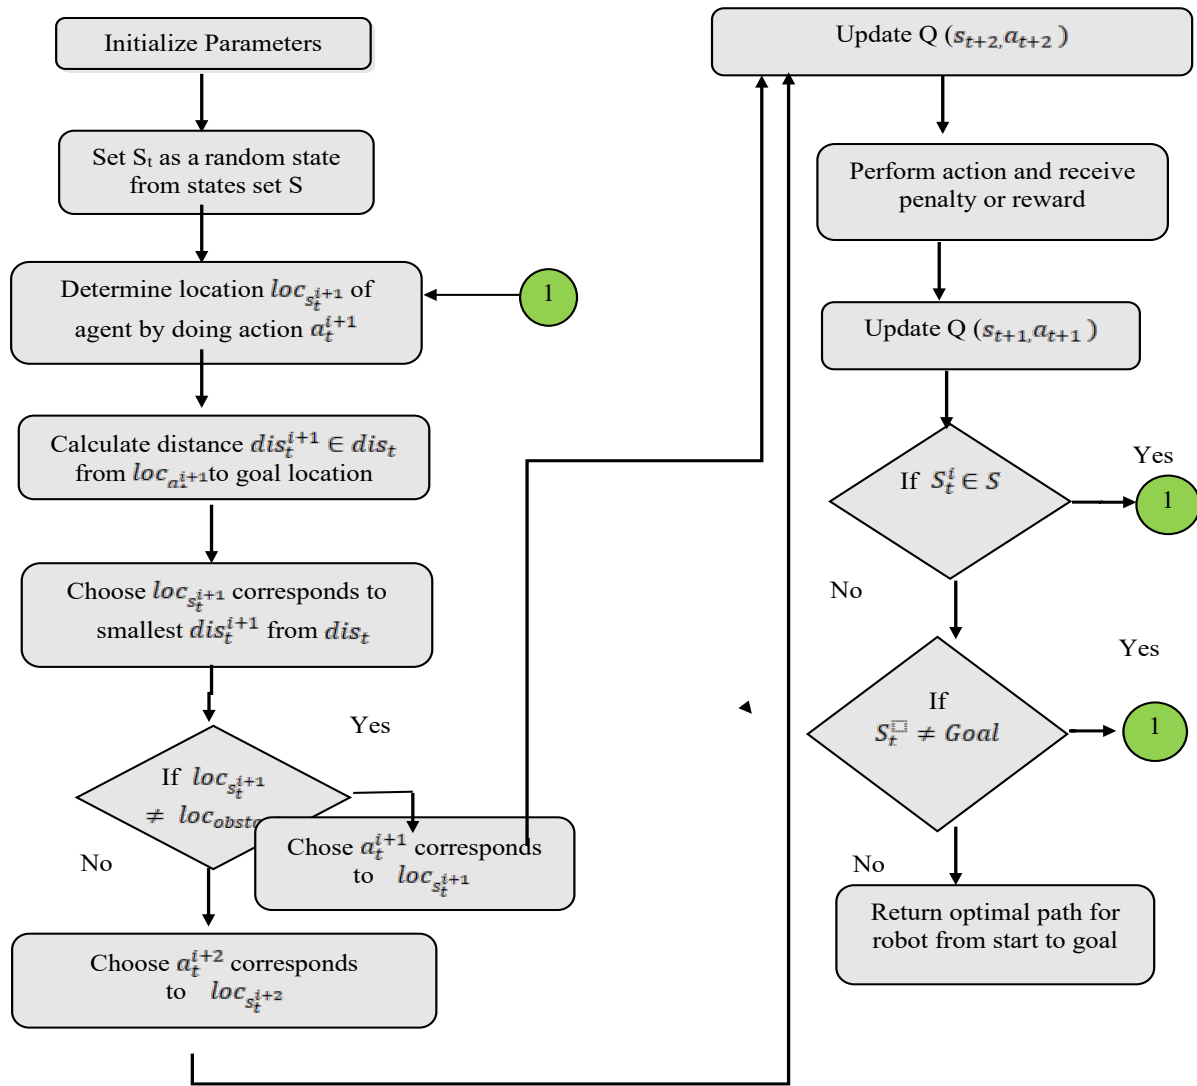 Initialize Parameters
Set Sₜ as a random state
from states set S
Determine location loc_{s_t^{i+1}} of
agent by doing action a_t^{i+1}
1
Calculate distance dis_t^{i+1} ∈ dis_t
from loc_{a_t^{i+1}} to goal location
Choose loc_{s_t^{i+1}} corresponds to
smallest dis_t^{i+1} from dis_t
Yes
If loc_{s_t^{i+1}}
≠ loc_{obst
No
Chose a_t^{i+1} corresponds
to loc_{s_t^{i+1}}
Choose a_t^{i+2} corresponds
to loc_{s_t^{i+2}}
Update Q (s_{t+2},a_{t+2} )
Perform action and receive
penalty or reward
Update Q (s_{t+1},a_{t+1} )
Yes
If S_t^i ∈ S
1
No
Yes
If
S_t ≠ Goal
1
No
Return optimal path for
robot from start to goal